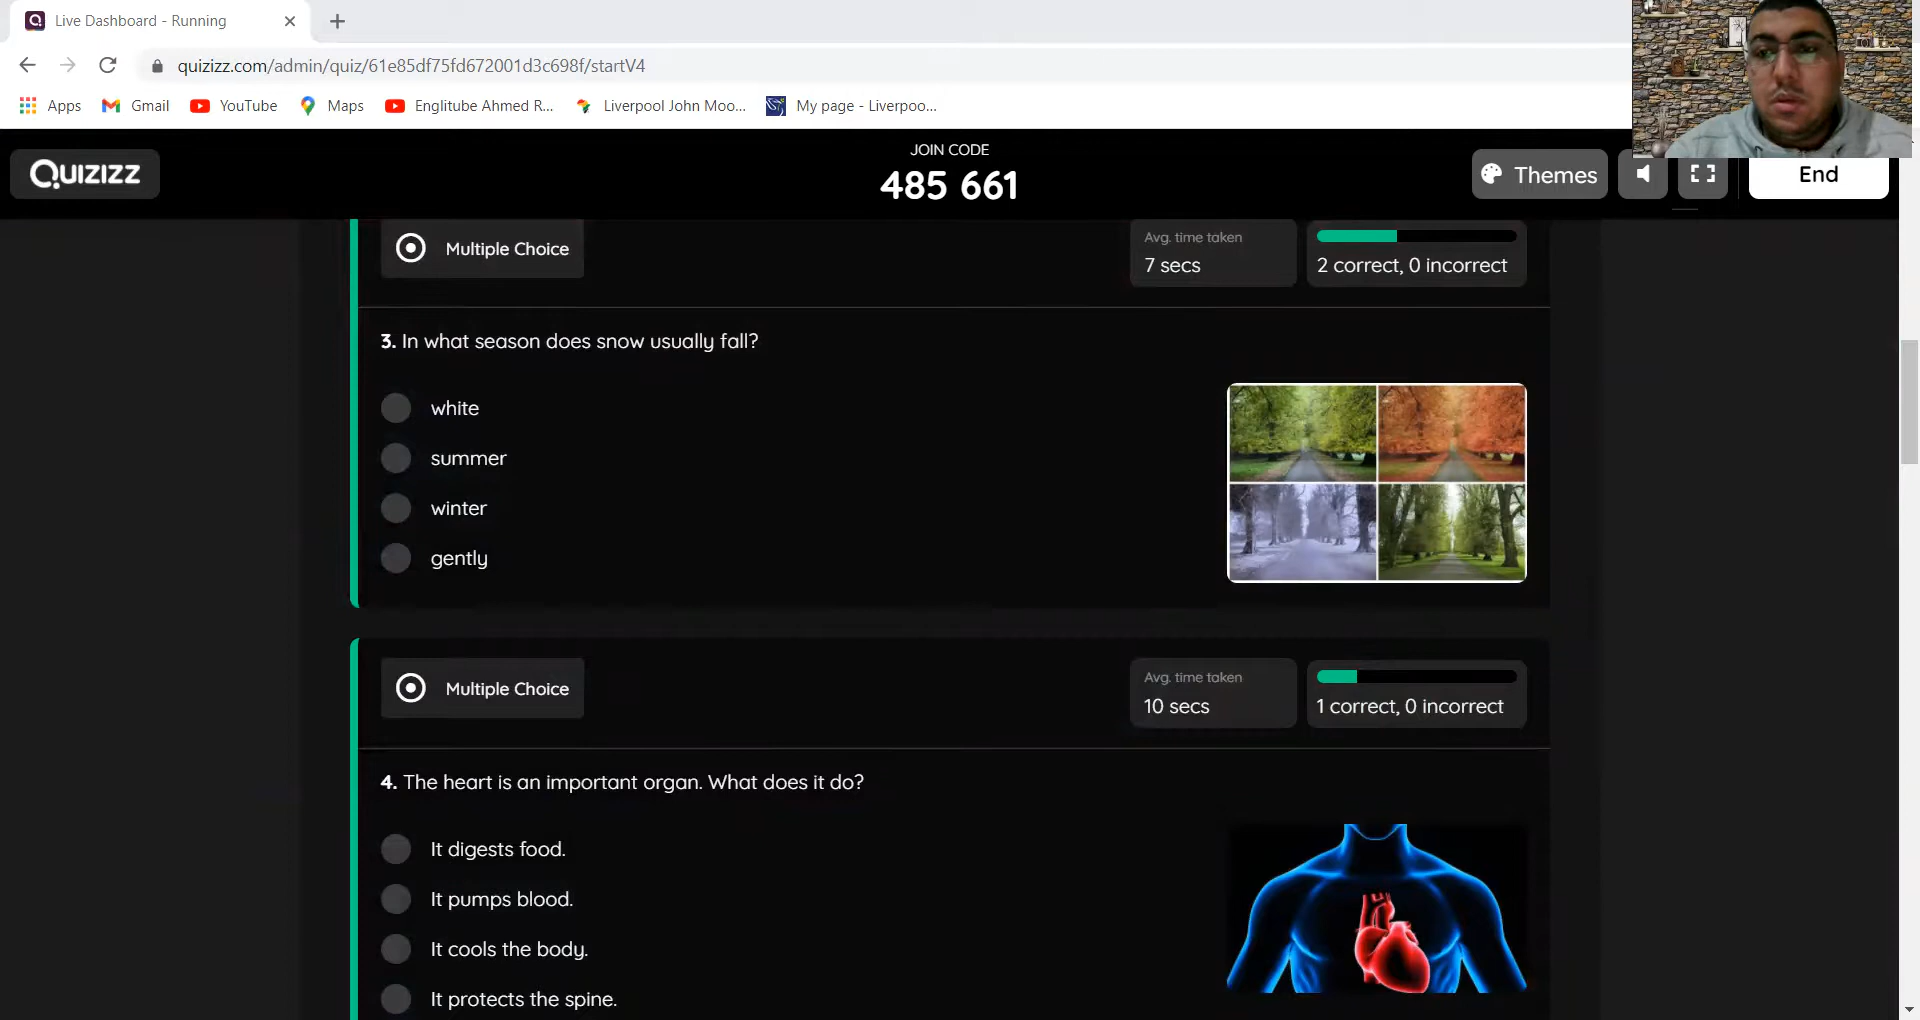 Live Dashboard - Running
quizizz.com/admin/quiz/61e85df75fd672001d3c698f/startV4
Apps
Gmail
YouTube
Maps
Englitube Ahmed R...
Liverpool John Moo...
My page - Liverpoo...
QUIZIZZ
JOIN CODE
485 661
Themes
End
Multiple Choice
Avg. time taken
7 secs
2 correct, 0 incorrect
3. In what season does snow usually fall?
white
summer
winter
gently
Multiple Choice
Avg. time taken
10 secs
1 correct, 0 incorrect
4. The heart is an important organ. What does it do?
It digests food.
It pumps blood.
It cools the body.
It protects the spine.